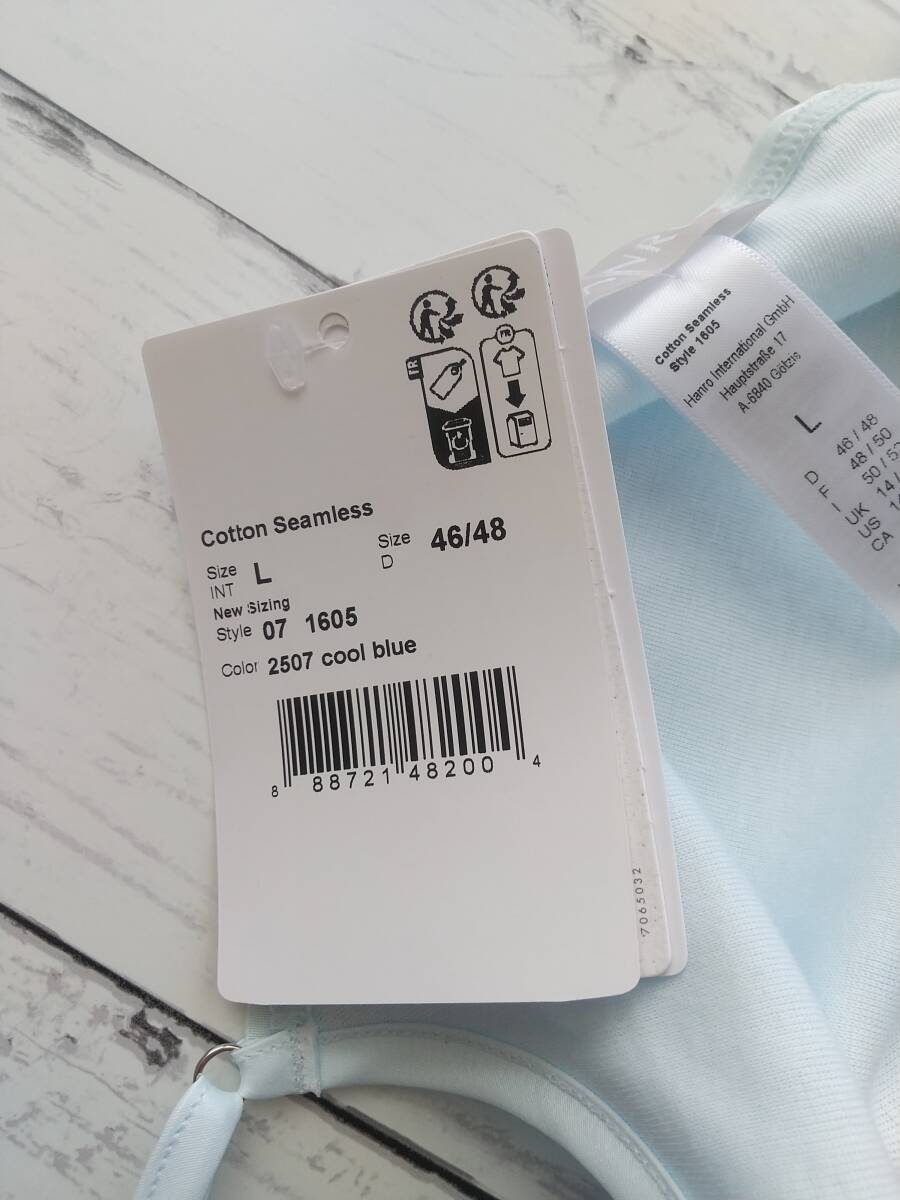 FR
FR
Cotton Seamless
Size INT L
Size D 46/48
New Sizing
Style 07 1605
Color 2507 cool blue
8 88721 48200 4
7065032
Cotton Seamless
Style 1605
Hanro International GmbH
Hauptstraße 17
A-6840 Götzis
L
D 46 / 48
F 48 / 50
I 50 /
UK 14 /
US
CA